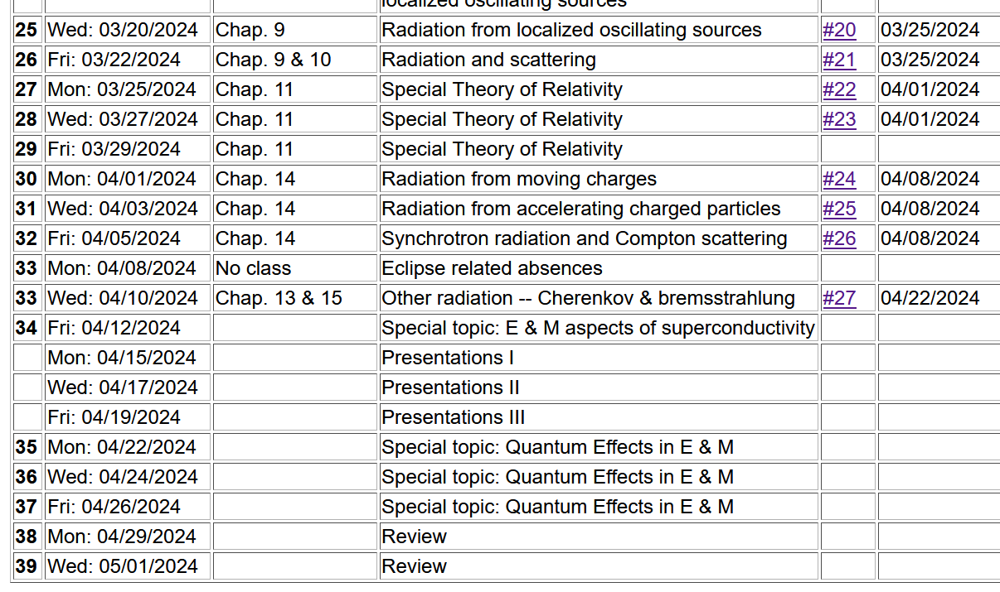 localized oscillating sources
25 Wed: 03/20/2024 Chap. 9 Radiation from localized oscillating sources #20 03/25/2024
26 Fri: 03/22/2024 Chap. 9 & 10 Radiation and scattering #21 03/25/2024
27 Mon: 03/25/2024 Chap. 11 Special Theory of Relativity #22 04/01/2024
28 Wed: 03/27/2024 Chap. 11 Special Theory of Relativity #23 04/01/2024
29 Fri: 03/29/2024 Chap. 11 Special Theory of Relativity
30 Mon: 04/01/2024 Chap. 14 Radiation from moving charges #24 04/08/2024
31 Wed: 04/03/2024 Chap. 14 Radiation from accelerating charged particles #25 04/08/2024
32 Fri: 04/05/2024 Chap. 14 Synchrotron radiation and Compton scattering #26 04/08/2024
33 Mon: 04/08/2024 No class Eclipse related absences
33 Wed: 04/10/2024 Chap. 13 & 15 Other radiation -- Cherenkov & bremsstrahlung #27 04/22/2024
34 Fri: 04/12/2024 Special topic: E & M aspects of superconductivity
Mon: 04/15/2024 Presentations I
Wed: 04/17/2024 Presentations II
Fri: 04/19/2024 Presentations III
35 Mon: 04/22/2024 Special topic: Quantum Effects in E & M
36 Wed: 04/24/2024 Special topic: Quantum Effects in E & M
37 Fri: 04/26/2024 Special topic: Quantum Effects in E & M
38 Mon: 04/29/2024 Review
39 Wed: 05/01/2024 Review